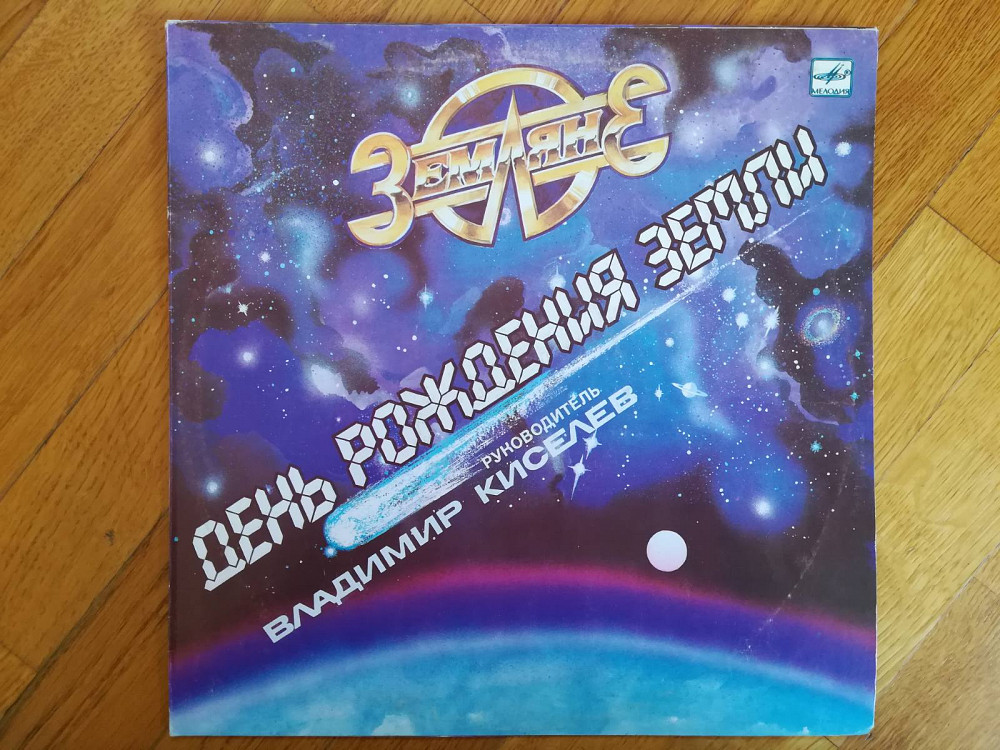 ЗЕМЛЯНЕ
МЕЛОДИЯ
ДЕНЬ РОЖДЕНИЯ ЗЕМЛИ
РУКОВОДИТЕЛЬ
ВЛАДИМИР КИСЕЛЕВ